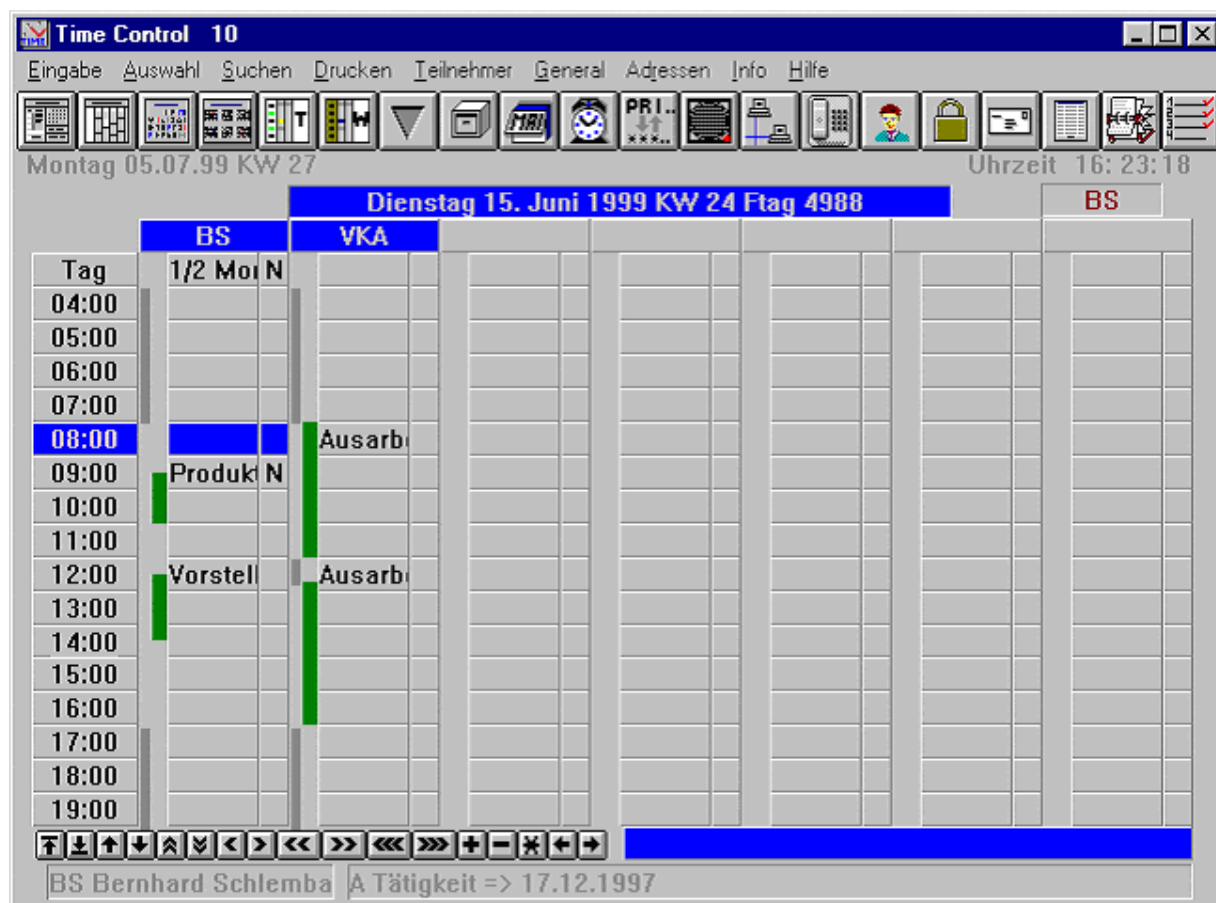 Time Control 10
Eingabe Auswahl Suchen Drucken Teilnehmer General Adressen Info Hilfe
T W MAI PRI..
Montag 05.07.99 KW 27 Uhrzeit 16:23:18
Dienstag 15. Juni 1999 KW 24 Ftag 4988 BS
BS VKA
Tag 1/2 Mo N
04:00
05:00
06:00
07:00
08:00 Ausarb
09:00 Produkt N
10:00
11:00
12:00 Vorstell Ausarb
13:00
14:00
15:00
16:00
17:00
18:00
19:00
BS Bernhard Schlemba A Tätigkeit => 17.12.1997